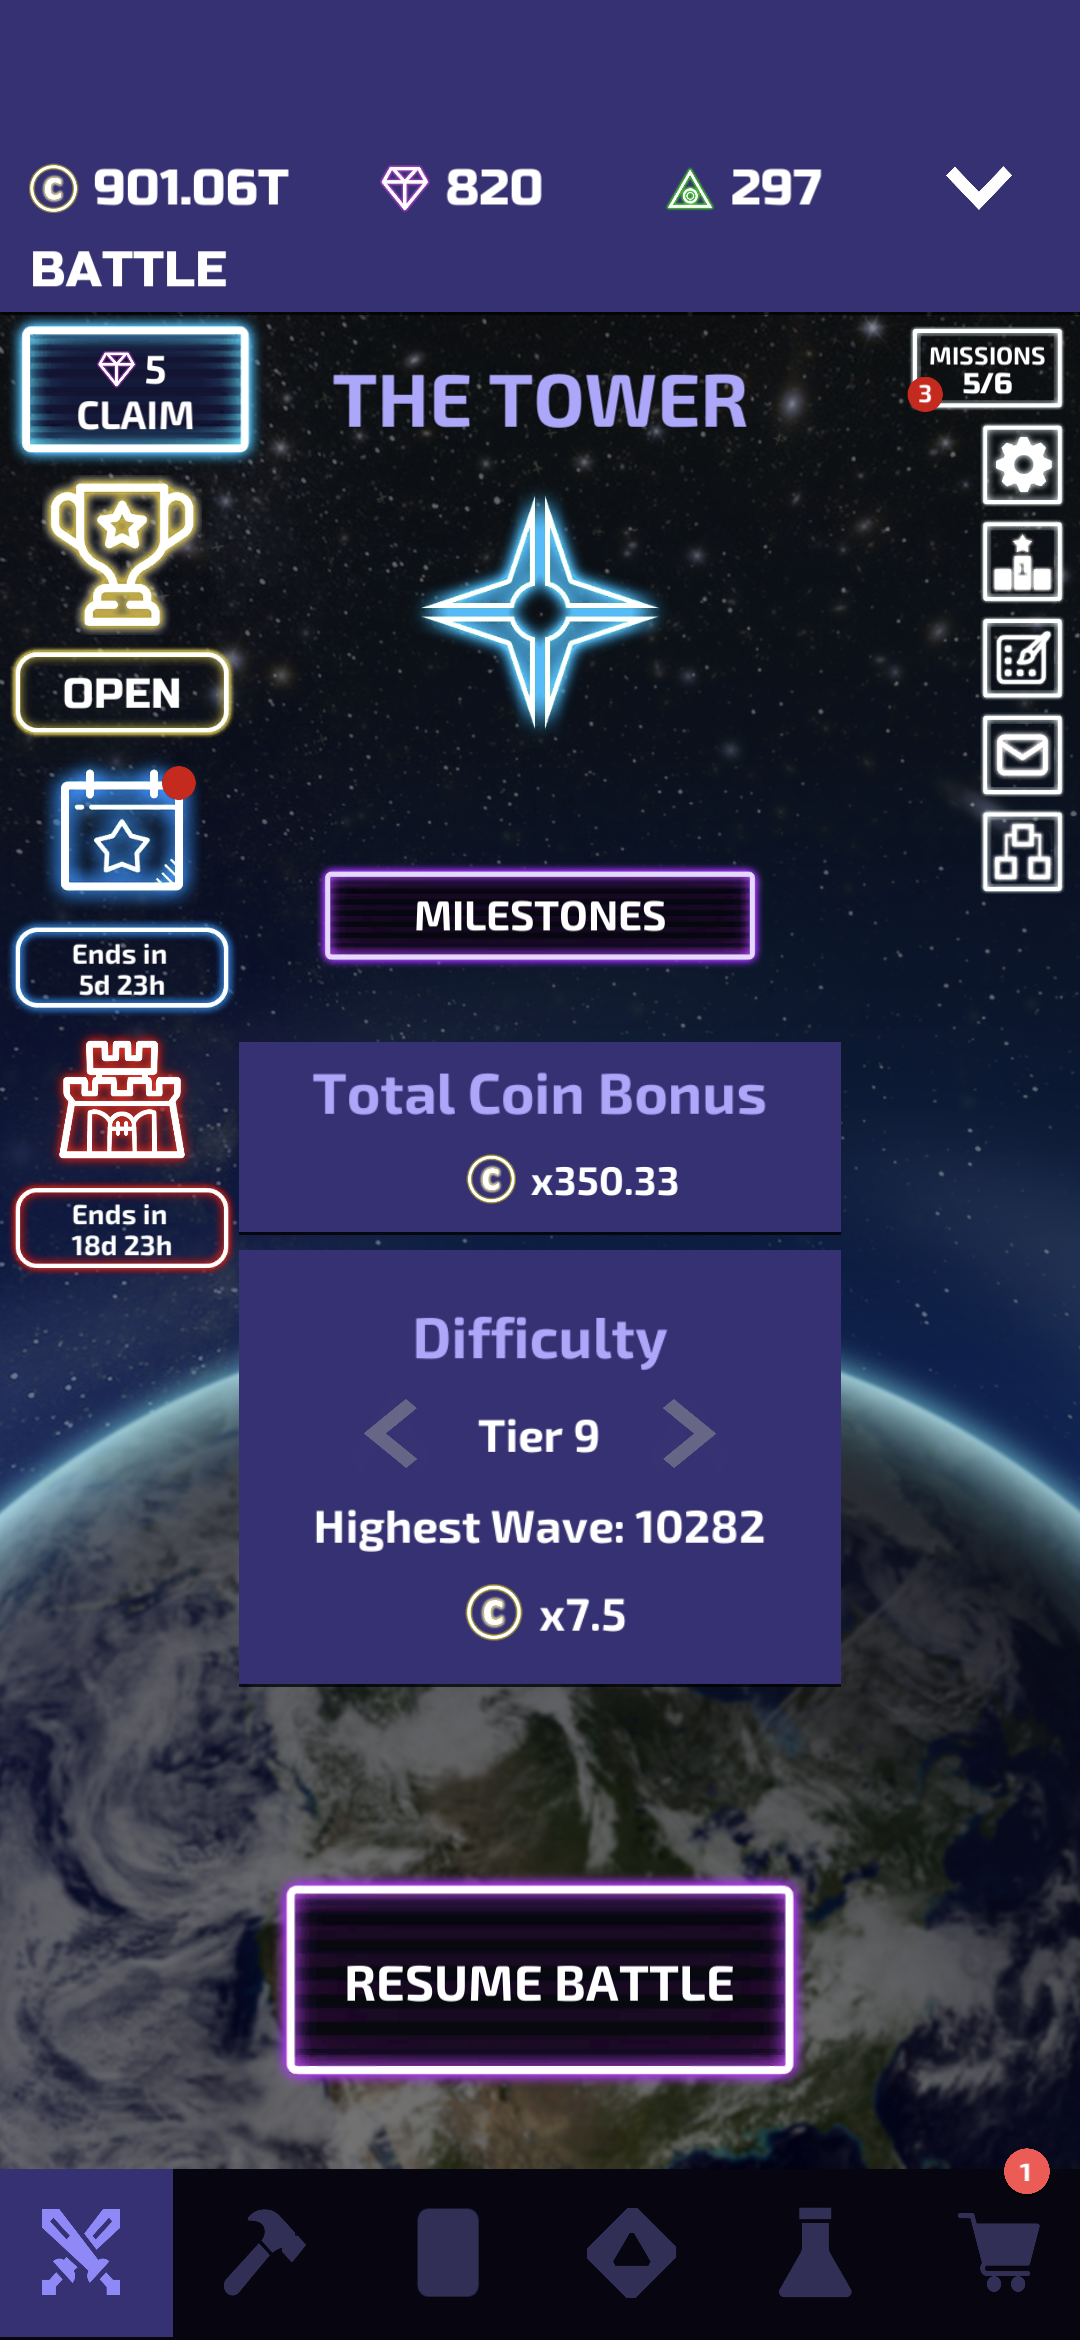 901.06T
820
297
BATTLE
5
CLAIM
THE TOWER
MISSIONS
5/6
3
1
OPEN
MILESTONES
Ends in
5d 23h
Total Coin Bonus
C x350.33
Ends in
18d 23h
Difficulty
Tier 9
Highest Wave: 10282
C x7.5
RESUME BATTLE
1